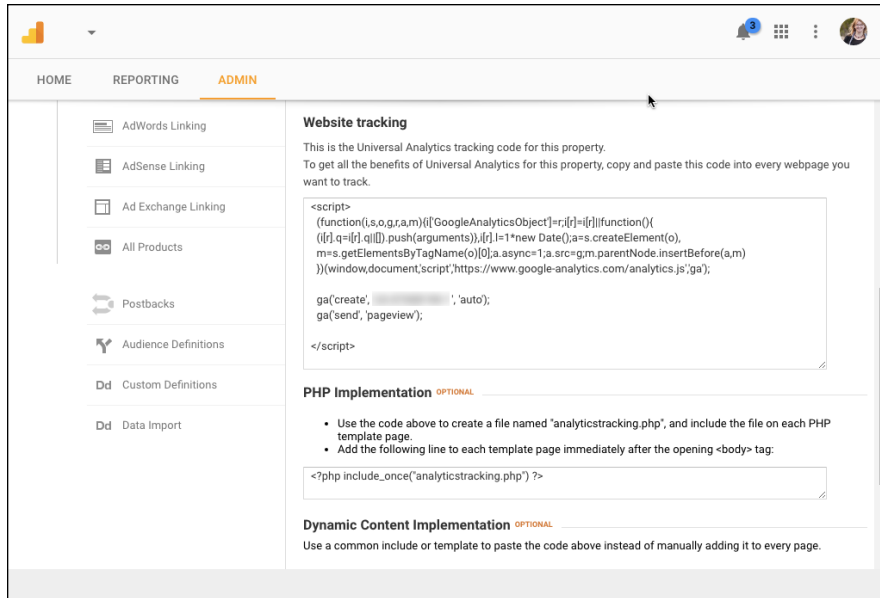 3
HOME REPORTING ADMIN
AdWords Linking
AdSense Linking
Ad Exchange Linking
All Products
Postbacks
Audience Definitions
Dd Custom Definitions
Dd Data Import
Website tracking
This is the Universal Analytics tracking code for this property.
To get all the benefits of Universal Analytics for this property, copy and paste this code into every webpage you
want to track.
<script>
(function(i,s,o,g,r,a,m){i['GoogleAnalyticsObject']=r;i[r]=i[r]||function(){
(i[r].q=i[r].q||[]).push(arguments)},i[r].l=1*new Date();a=s.createElement(o),
m=s.getElementsByTagName(o)[0];a.async=1;a.src=g;m.parentNode.insertBefore(a,m)
})(window,document,'script','https://www.google-analytics.com/analytics.js','ga');
ga('create', ', 'auto');
ga('send', 'pageview');
</script>
PHP Implementation OPTIONAL
• Use the code above to create a file named "analyticstracking.php", and include the file on each PHP
template page.
• Add the following line to each template page immediately after the opening <body> tag:
<?php include_once("analyticstracking.php") ?>
Dynamic Content Implementation OPTIONAL
Use a common include or template to paste the code above instead of manually adding it to every page.